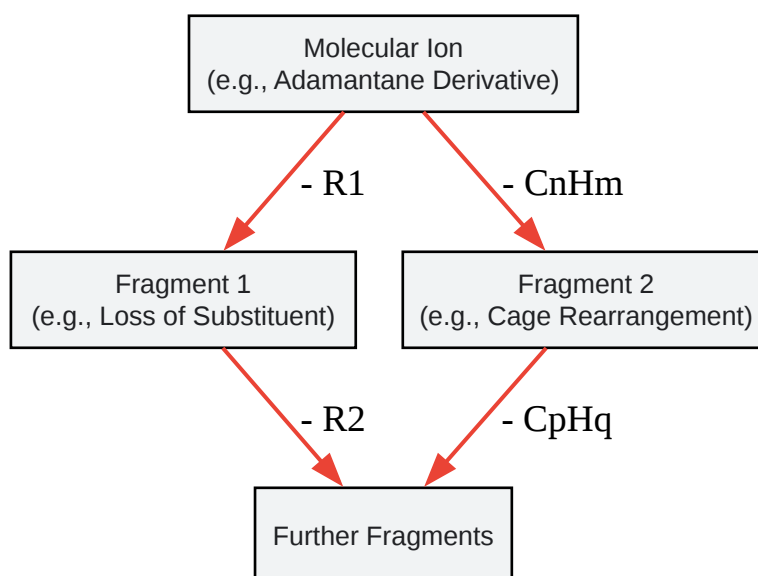 Molecular Ion
(e.g., Adamantane Derivative)
- R1
- CnHm
Fragment 1
(e.g., Loss of Substituent)
Fragment 2
(e.g., Cage Rearrangement)
- R2
- CpHq
Further Fragments